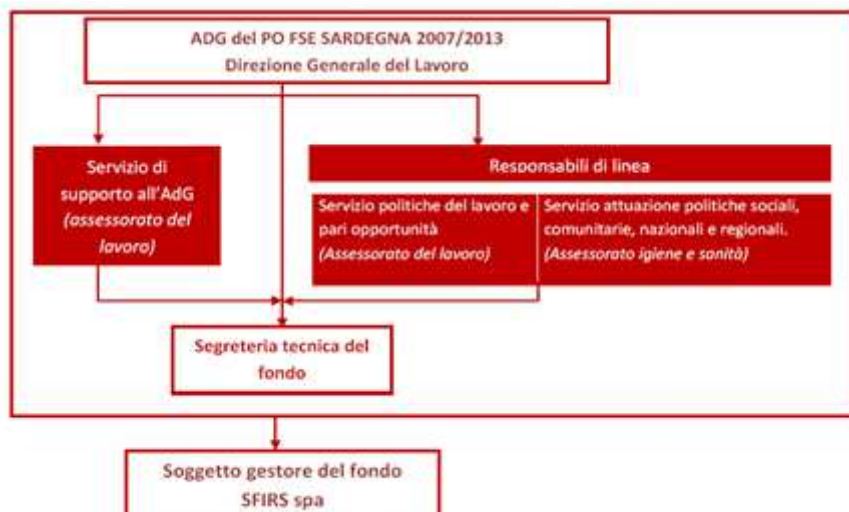 ADG del PO FSE SARDEGNA 2007/2013
Direzione Generale del Lavoro
Servizio di
supporto all'AdG
(assessorato del
lavoro)
Responsabili di linea
Servizio politiche del lavoro e
pari opportunità
(Assessorato del lavoro)
Servizio attuazione politiche sociali,
comunitarie, nazionali e regionali.
(Assessorato igiene e sanità)
Segreteria tecnica del
fondo
Soggetto gestore del fondo
SFIRS spa